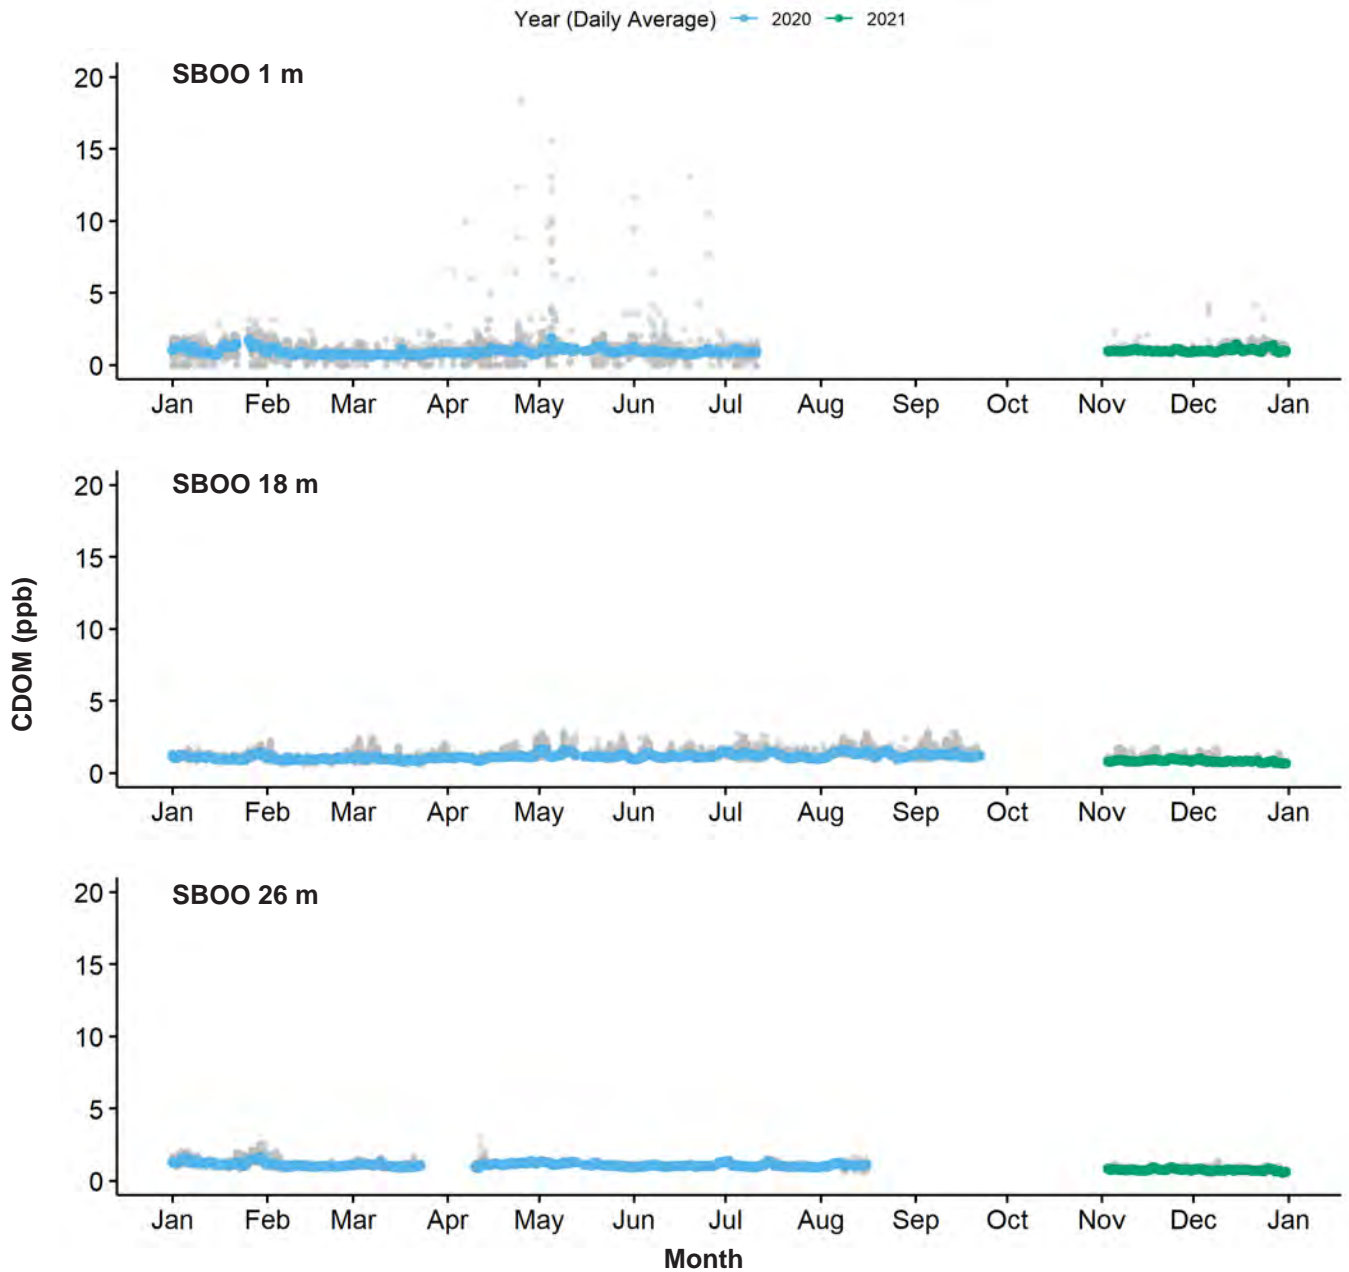 Year (Daily Average) 2020 2021
SBOO 1 m
20
15
10
5
0
Jan Feb Mar Apr May Jun Jul Aug Sep Oct Nov Dec Jan
SBOO 18 m
20
15
10
5
0
Jan Feb Mar Apr May Jun Jul Aug Sep Oct Nov Dec Jan
CDOM (ppb)
SBOO 26 m
20
15
10
5
0
Jan Feb Mar Apr May Jun Jul Aug Sep Oct Nov Dec Jan
Month